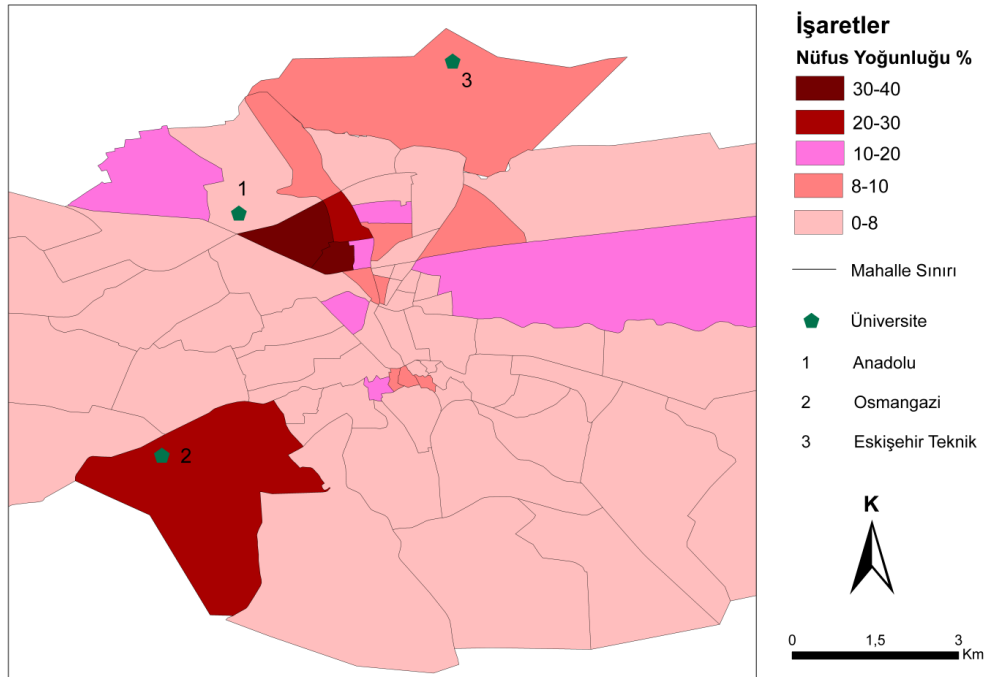 1
2
3
İşaretler
Nüfus Yoğunluğu %
30-40
20-30
10-20
8-10
0-8
Mahalle Sınırı
Üniversite
1 Anadolu
2 Osmangazi
3 Eskişehir Teknik
K
0 1,5 3
Km